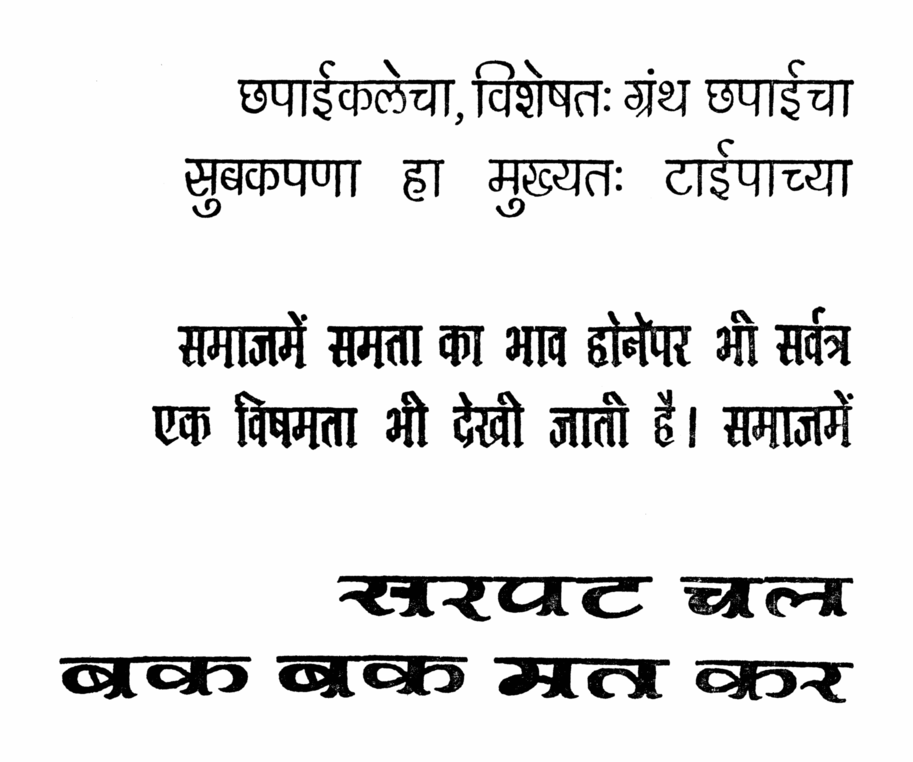 छपाईकलेचा, विशेषतः ग्रंथ छपाईचा
सुबकपणा हा मुख्यतः टाईपाच्या
समाजमें समता का भाव होनेपर भी सर्वत्र
एक विषमता भी देखी जाती है। समाजमें
सरपट चल
बक बक मत कर